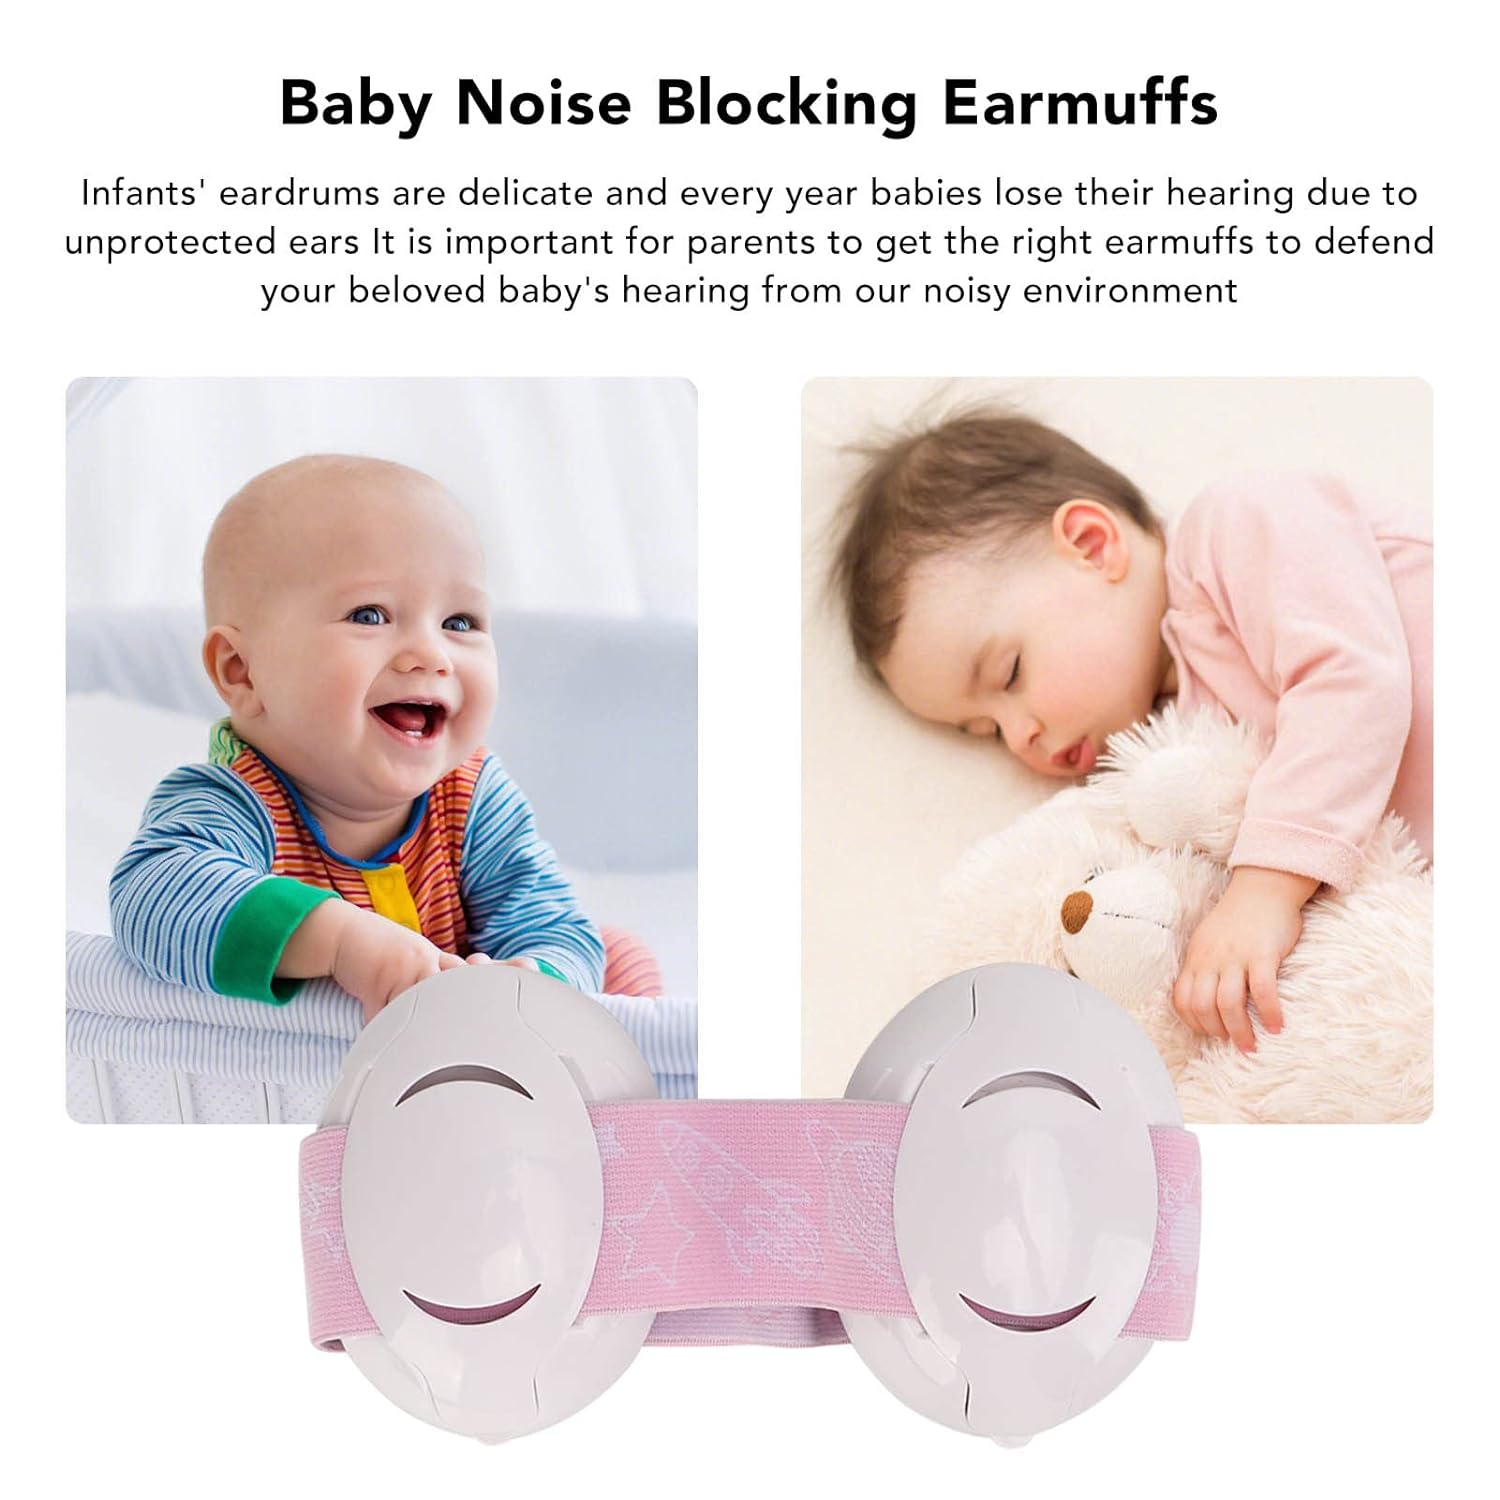 Baby Noise Blocking Earmuffs
Infants' eardrums are delicate and every year babies lose their hearing due to
unprotected ears It is important for parents to get the right earmuffs to defend
your beloved baby's hearing from our noisy environment